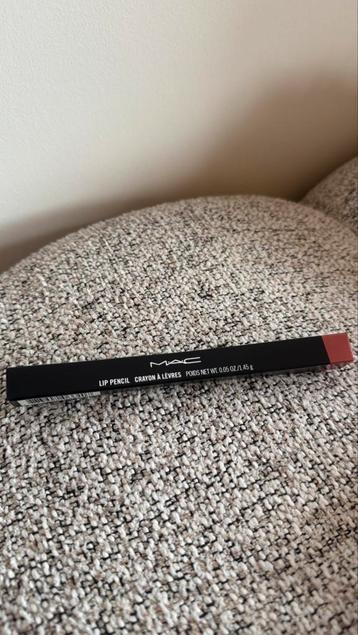 MAC
LIP PENCIL CRAYON À LÈVRES POIDS NET WT. 0.05 OZ./1.45 g